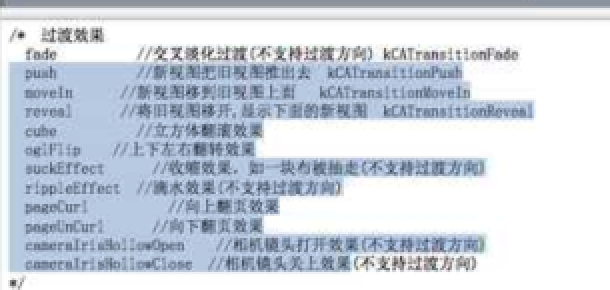 /* 过渡效果
fade //交叉淡化过渡(不支持过渡方向) kCATransitionFade
push //新视图把旧视图推出去 kCATransitionPush
moveIn //新视图移到旧视图上面 kCATransitionMoveIn
reveal //将旧视图移开,显示下面的新视图 kCATransitionReveal
cube //立方体翻滚效果
oglFlip //上下左右翻转效果
suckEffect //收缩效果，如一块布被抽走(不支持过渡方向)
rippleEffect //滴水效果(不支持过渡方向)
pageCurl //向上翻页效果
pageUnCurl //向下翻页效果
cameraIrisHollowOpen //相机镜头打开效果(不支持过渡方向)
cameraIrisHollowClose //相机镜头关上效果(不支持过渡方向)
*/